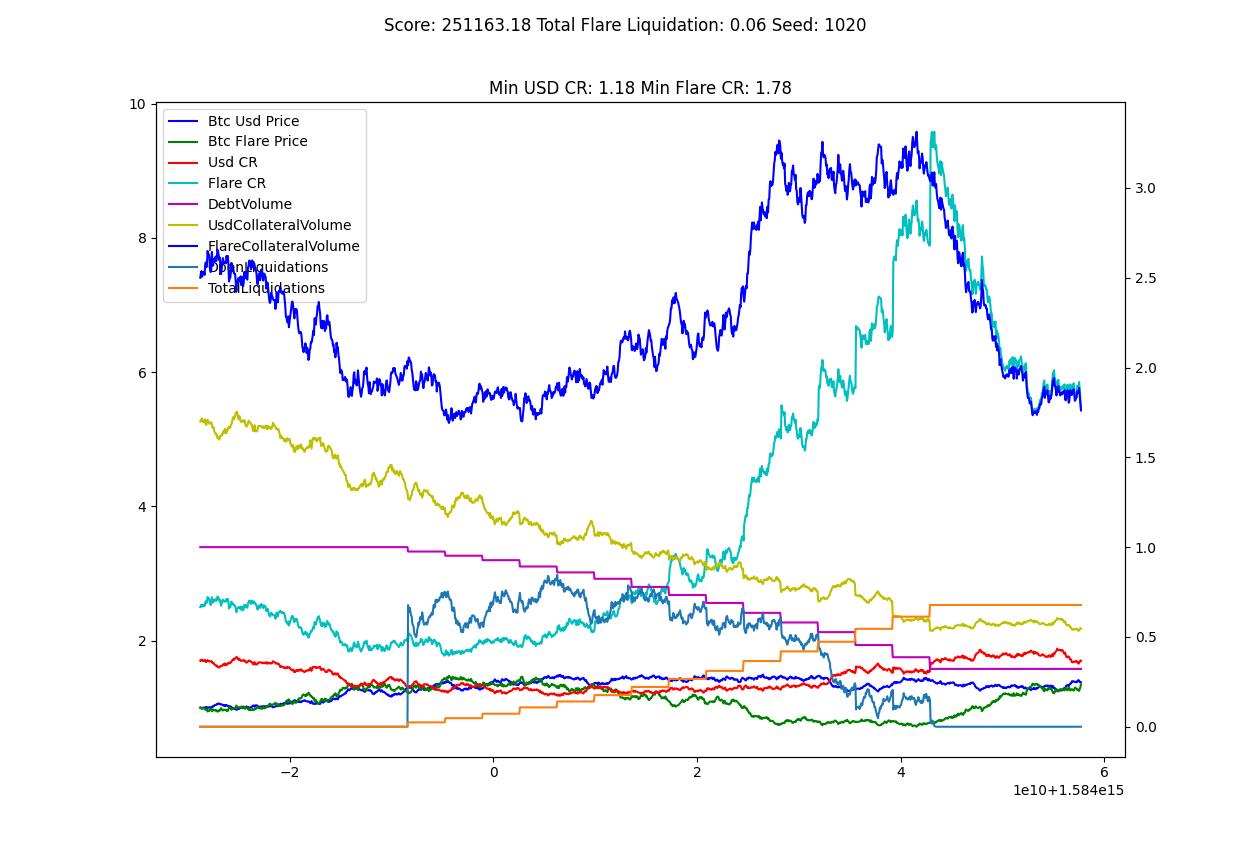 Score: 251163.18 Total Flare Liquidation: 0.06 Seed: 1020
Min USD CR: 1.18 Min Flare CR: 1.78
Btc Usd Price
Btc Flare Price
Usd CR
Flare CR
DebtVolume
UsdCollateralVolume
FlareCollateralVolume
OpenLiquidations
TotalLiquidations
10
8
6
4
2
3.0
2.5
2.0
1.5
1.0
0.5
0.0
−2 0 2 4 6
1e10+1.584e15